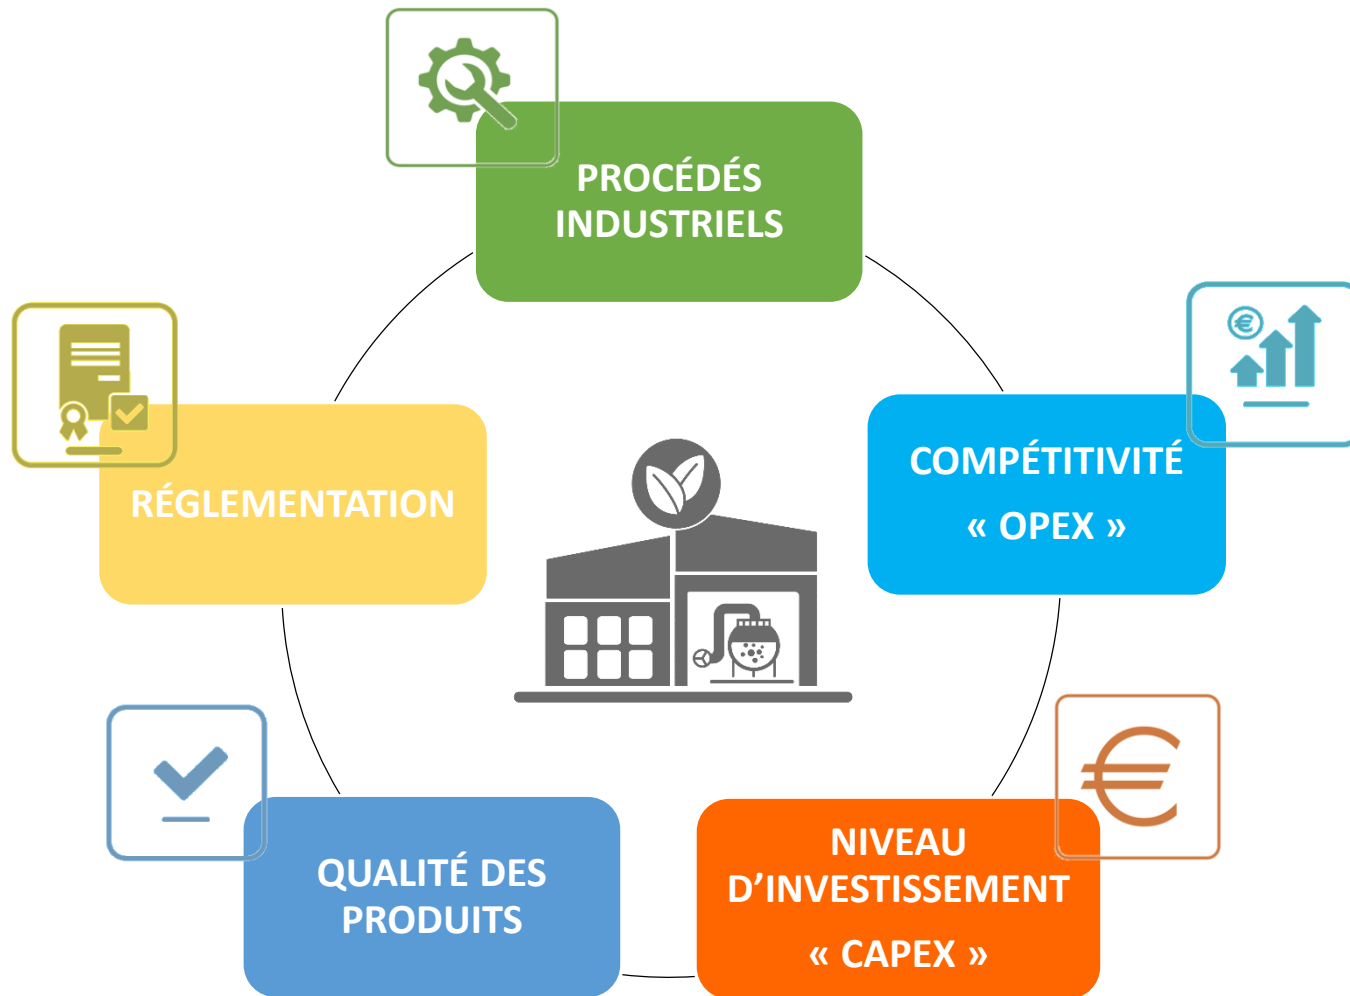 PROCÉDÉS
INDUSTRIELS
COMPÉTITIVITÉ
« OPEX »
NIVEAU
D’INVESTISSEMENT
« CAPEX »
QUALITÉ DES
PRODUITS
RÉGLEMENTATION